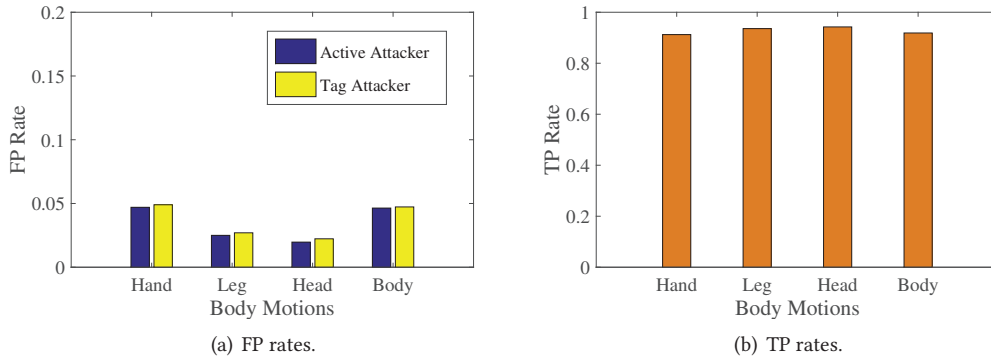 0.2
0.15
0.1
0.05
0
FP Rate
Active Attacker
Tag Attacker
Hand Leg Head Body
Body Motions
(a) FP rates.
1
0.8
0.6
0.4
0.2
0
TP Rate
Hand Leg Head Body
Body Motions
(b) TP rates.